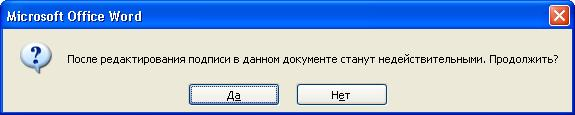 Microsoft Office Word
После редактирования подписи в данном документе станут недействительными. Продолжить?
Да
Нет